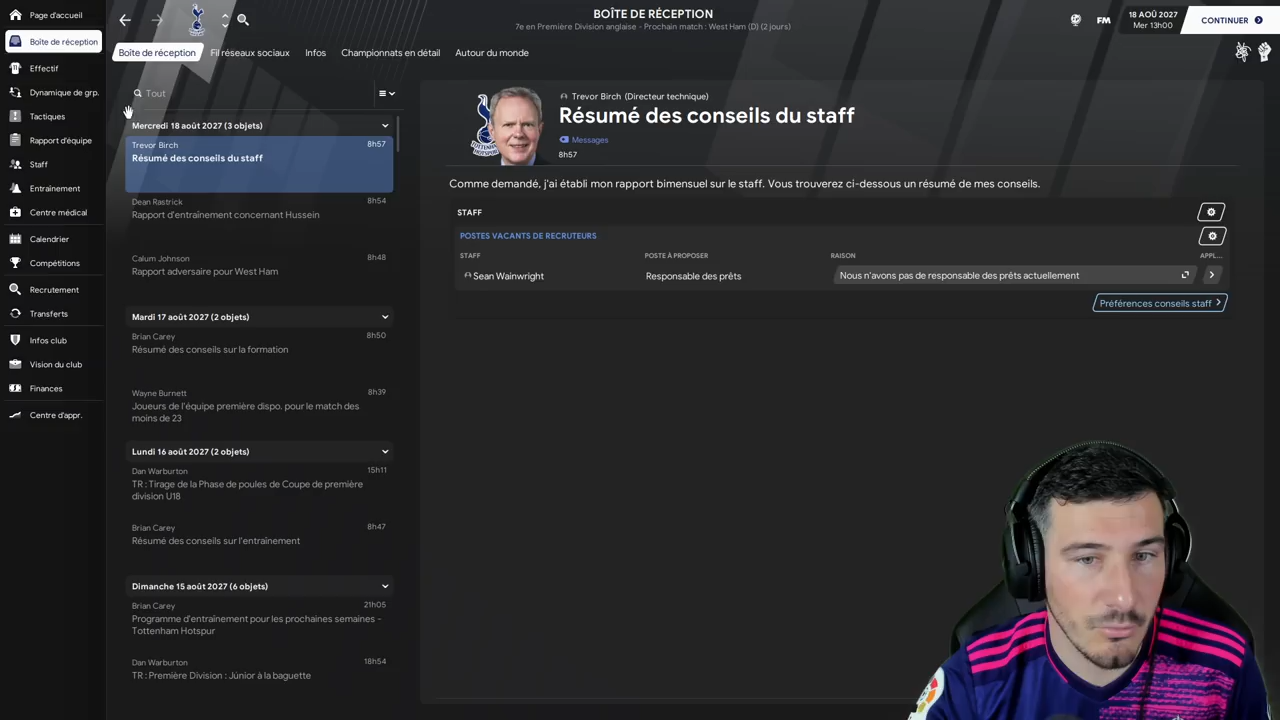 Page d'accueil
Boîte de réception
Effectif
Dynamique de grp.
Tactiques
Rapport d'équipe
Staff
Entrainement
Centre médical
Calendrier
Compétitions
Recrutement
Transferts
Infos club
Vision du club
Finances
Centre d'appr.
BOÎTE DE RÉCEPTION
7e en Première Division anglaise - Prochain match : West Ham (D) (2 jours)
FM
18 AOÛ 2027
Mer 13h00
CONTINUER
Boîte de réception
Fil réseaux sociaux
Infos
Championnats en détail
Autour du monde
Tout
Mercredi 18 août 2027 (3 objets)
Trevor Birch 8h57
Résumé des conseils du staff
Dean Rastrick 8h54
Rapport d'entraînement concernant Hussein
Calum Johnson 8h48
Rapport adversaire pour West Ham
Mardi 17 août 2027 (2 objets)
Brian Carey 8h50
Résumé des conseils sur la formation
Wayne Burnett 8h39
Joueurs de l'équipe première dispo. pour le match des
moins de 23
Lundi 16 août 2027 (2 objets)
Dan Warburton 15h11
TR : Tirage de la Phase de poules de Coupe de première
division U18
Brian Carey 8h47
Résumé des conseils sur l'entraînement
Dimanche 15 août 2027 (6 objets)
Brian Carey 21h05
Programme d'entraînement pour les prochaines semaines -
Tottenham Hotspur
Dan Warburton 18h54
TR : Première Division : Júnior à la baguette
Trevor Birch (Directeur technique)
Résumé des conseils du staff
Messages
8h57
Comme demandé, j'ai établi mon rapport bimensuel sur le staff. Vous trouverez ci-dessous un résumé de mes conseils.
STAFF
POSTES VACANTS DE RECRUTEURS
STAFF POSTE À PROPOSER RAISON APPL...
Sean Wainwright Responsable des prêts Nous n'avons pas de responsable des prêts actuellement
Préférences conseils staff